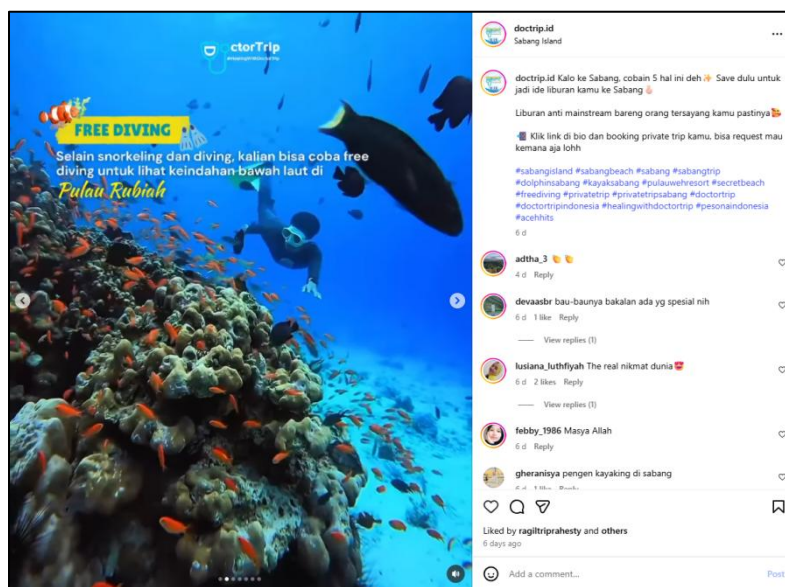 ctorTrip
FREE DIVING
Selain snorkeling dan diving, kalian bisa coba free
diving untuk lihat keindahan bawah laut di
Pulau Rubiah
doctrip.id
Sabang Island
doctrip.id Kalo ke Sabang, cobain 5 hal ini deh✨ Save dulu untuk
jadi ide liburan kamu ke Sabang
Liburan anti mainstream bareng orang tersayang kamu pastinya🥰
Klik link di bio dan booking private trip kamu, bisa request mau
kemana aja lohh
#sabangisland #sabangbeach #sabang #sabangtrip
#dolphinsabang #kayaksabang #pulauwehresort #secretbeach
#freediving #privatetrip #privatetripsabang #doctortrip
#doctortripindonesia #healingwithdoctortrip #pesonaindonesia
#acehhits
6 d
adtha_3
4 d Reply
devaasbr bau-baunya bakalan ada yg spesial nih
6 d 1 like Reply
View replies (1)
lusiana_luthfiyah The real nikmat dunia
6 d 2 likes Reply
View replies (1)
febby_1986 Masya Allah
6 d Reply
gheranisya pengen kayaking di sabang
6 d 1 like Reply
Liked by ragiltriprahesty and others
6 days ago
Add a comment...
Post